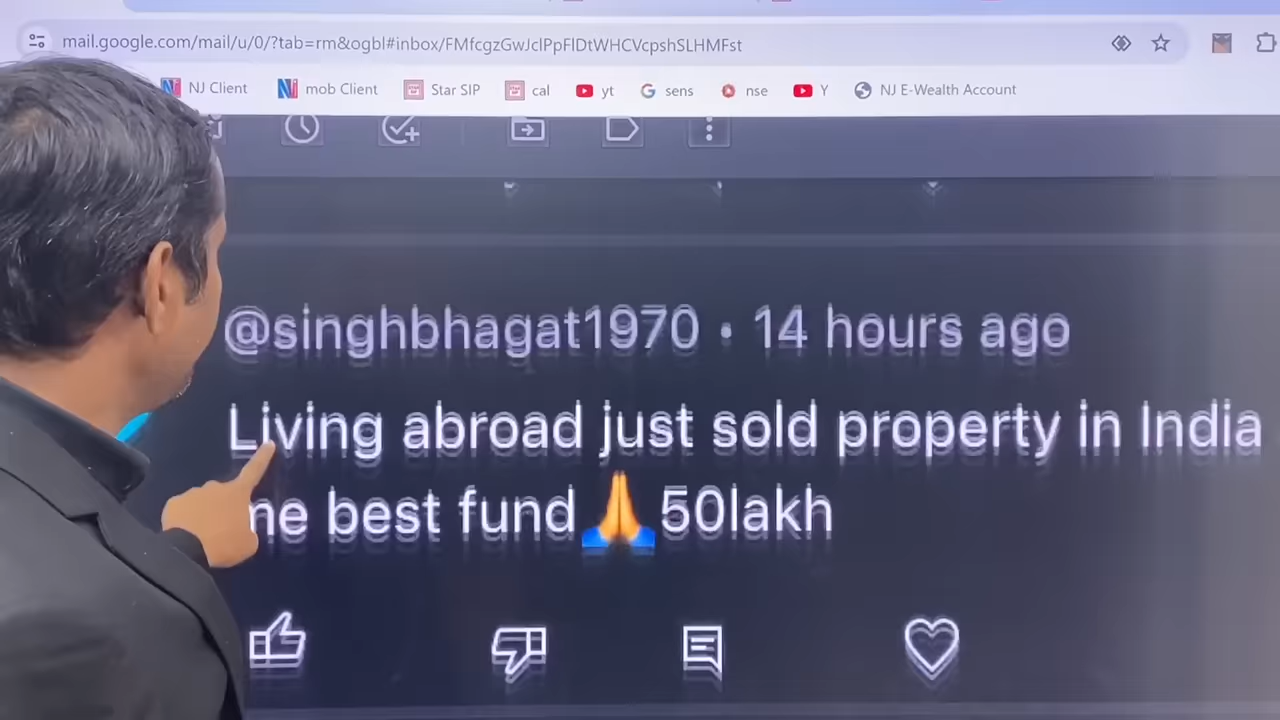 mail.google.com/mail/u/0/?tab=rm&ogbl#inbox/FMfcgzGwJclPpFlDtWHCVcpshSLHMFst
NJ Client mob Client Star SIP cal yt sens nse Y NJ E-Wealth Account
@singhbhagat1970 • 14 hours ago
Living abroad just sold property in India
best fund🙏50lakh